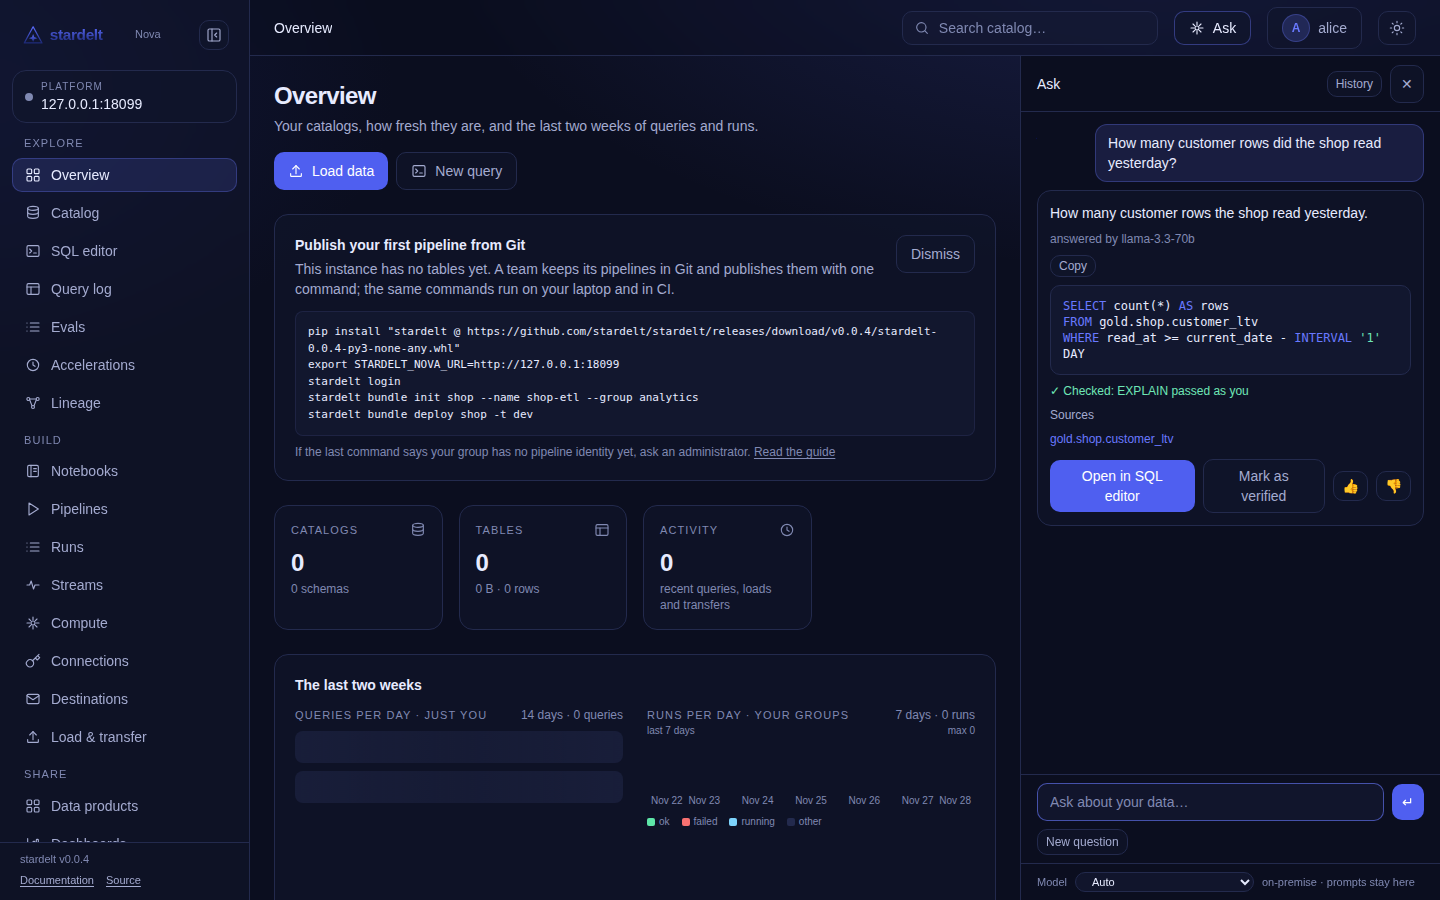 stardelt
Nova
PLATFORM
127.0.0.1:18099
EXPLORE
Overview
Catalog
SQL editor
Query log
Evals
Accelerations
Lineage
BUILD
Notebooks
Pipelines
Runs
Streams
Compute
Connections
Destinations
Load & transfer
SHARE
Data products
stardelt v0.0.4
Documentation Source
Overview
Search catalog…
Ask
A alice
Overview
Your catalogs, how fresh they are, and the last two weeks of queries and runs.
Load data
New query
Publish your first pipeline from Git
This instance has no tables yet. A team keeps its pipelines in Git and publishes them with one
command; the same commands run on your laptop and in CI.
Dismiss
pip install "stardelt @ https://github.com/stardelt/stardelt/releases/download/v0.0.4/stardelt-
0.0.4-py3-none-any.whl"
export STARDELT_NOVA_URL=http://127.0.0.1:18099
stardelt login
stardelt bundle init shop --name shop-etl --group analytics
stardelt bundle deploy shop -t dev
If the last command says your group has no pipeline identity yet, ask an administrator. Read the guide
CATALOGS
0
0 schemas
TABLES
0
0 B · 0 rows
ACTIVITY
0
recent queries, loads
and transfers
The last two weeks
QUERIES PER DAY · JUST YOU
14 days · 0 queries
RUNS PER DAY · YOUR GROUPS
7 days · 0 runs
last 7 days
max 0
Nov 22 Nov 23 Nov 24 Nov 25 Nov 26 Nov 27 Nov 28
ok failed running other
Ask
History
✕
How many customer rows did the shop read
yesterday?
How many customer rows the shop read yesterday.
answered by llama-3.3-70b
Copy
SELECT count(*) AS rows
FROM gold.shop.customer_ltv
WHERE read_at >= current_date - INTERVAL '1'
DAY
✓ Checked: EXPLAIN passed as you
Sources
gold.shop.customer_ltv
Open in SQL
editor
Mark as
verified
👍
👎
Ask about your data…
↵
New question
Model
Auto
on-premise · prompts stay here